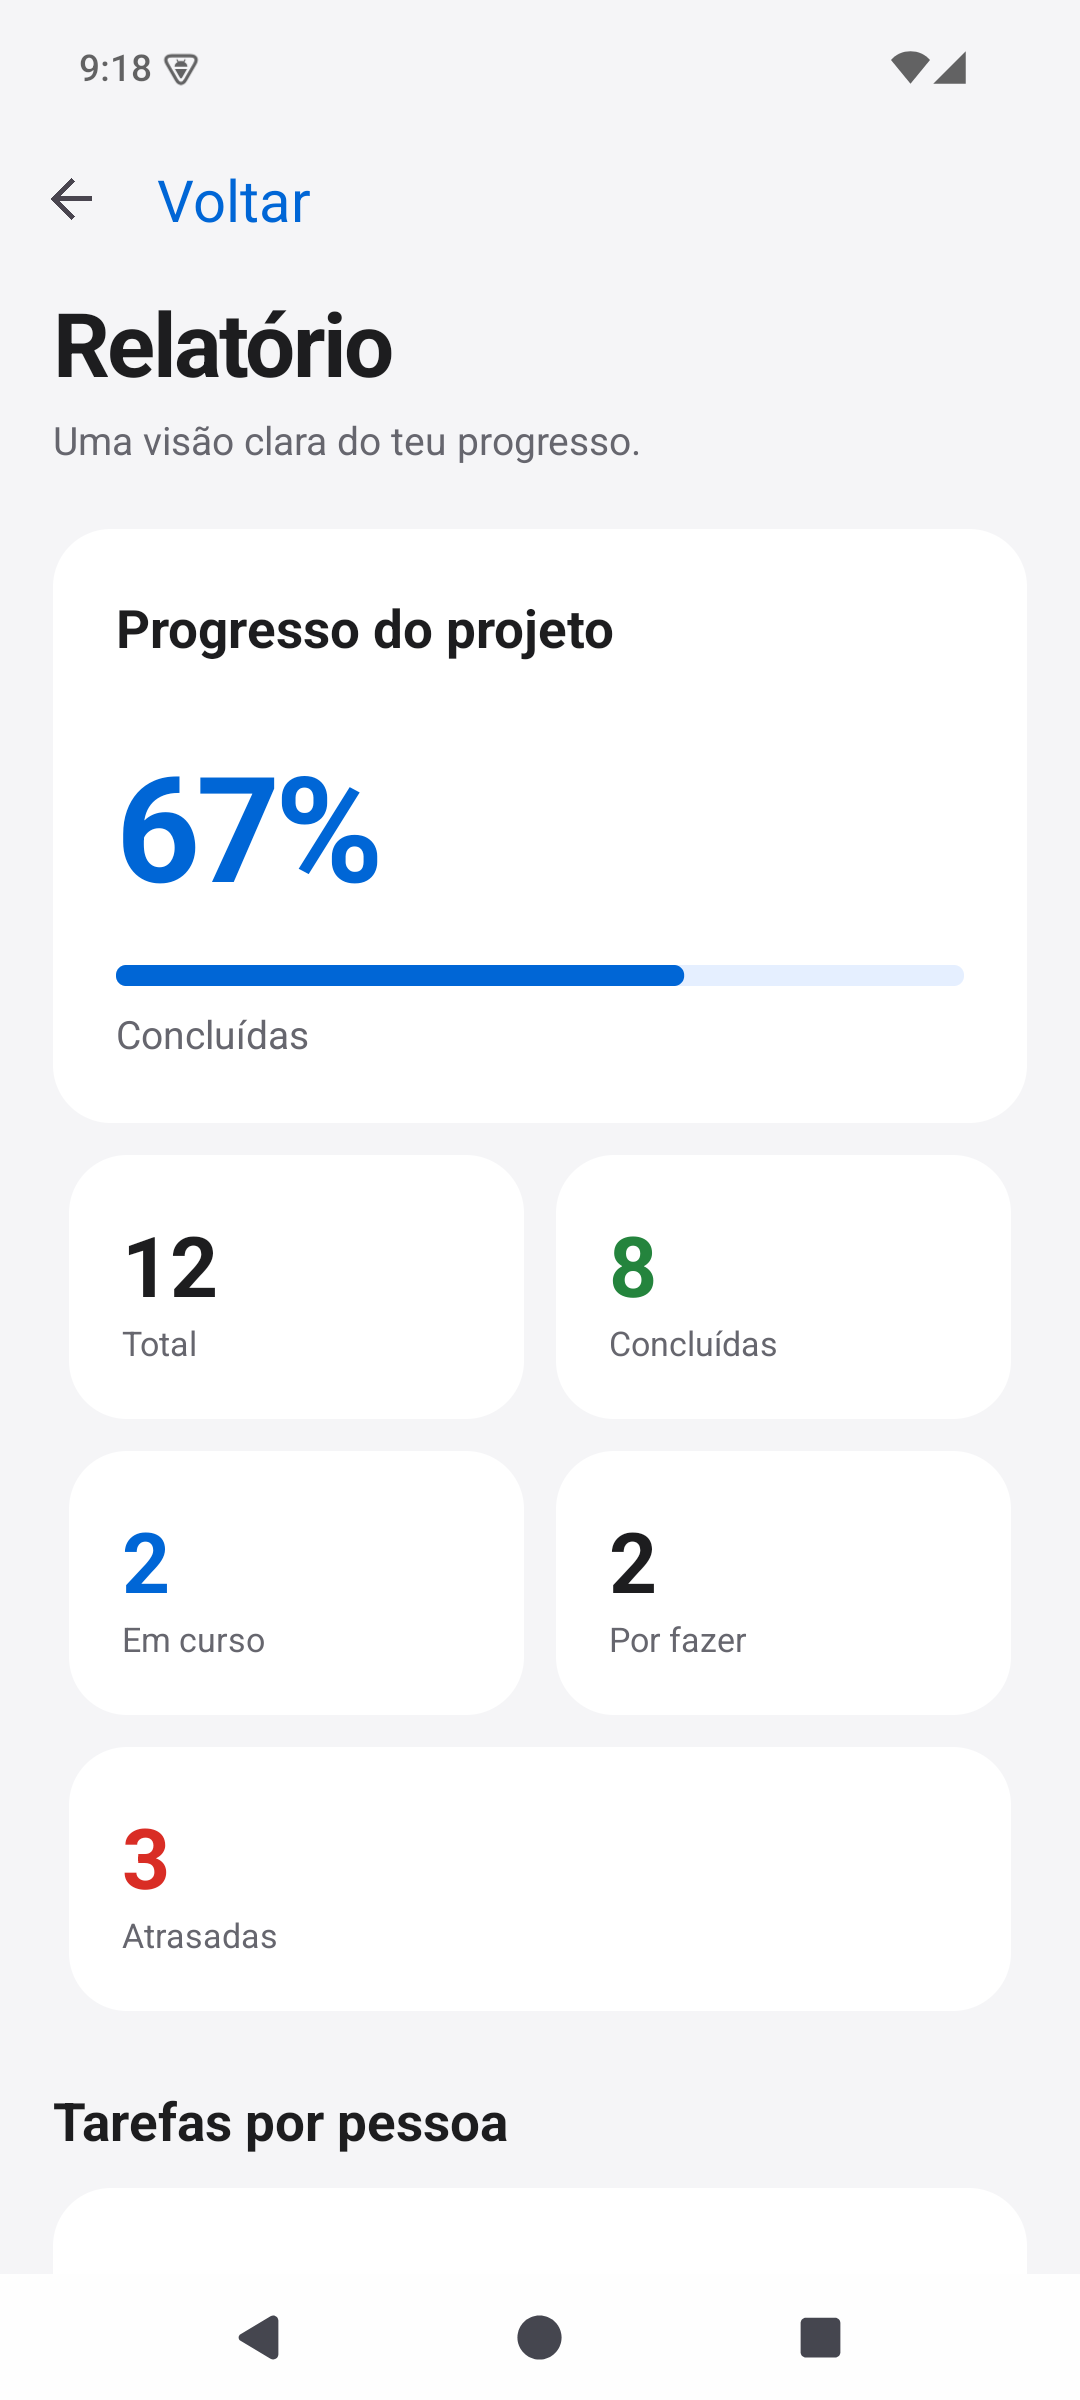 9:18
Voltar
Relatório
Uma visão clara do teu progresso.
Progresso do projeto
67%
Concluídas
12
Total
8
Concluídas
2
Em curso
2
Por fazer
3
Atrasadas
Tarefas por pessoa